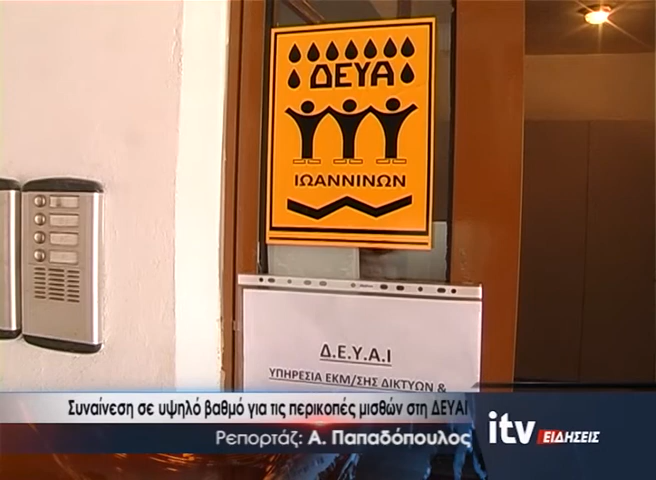 ΔΕΥΑ
ΙΩΑΝΝΙΝΩΝ
Δ.Ε.Υ.Α.Ι
ΥΠΗΡΕΣΙΑ ΕΚΜ/ΣΗΣ ΔΙΚΤΥΩΝ &
Συναίνεση σε υψηλό βαθμό για τις περικοπές μισθών στη ΔΕΥΑΙ
Ρεπορτάζ: Α. Παπαδόπουλος
itv ΕΙΔΗΣΕΙΣ